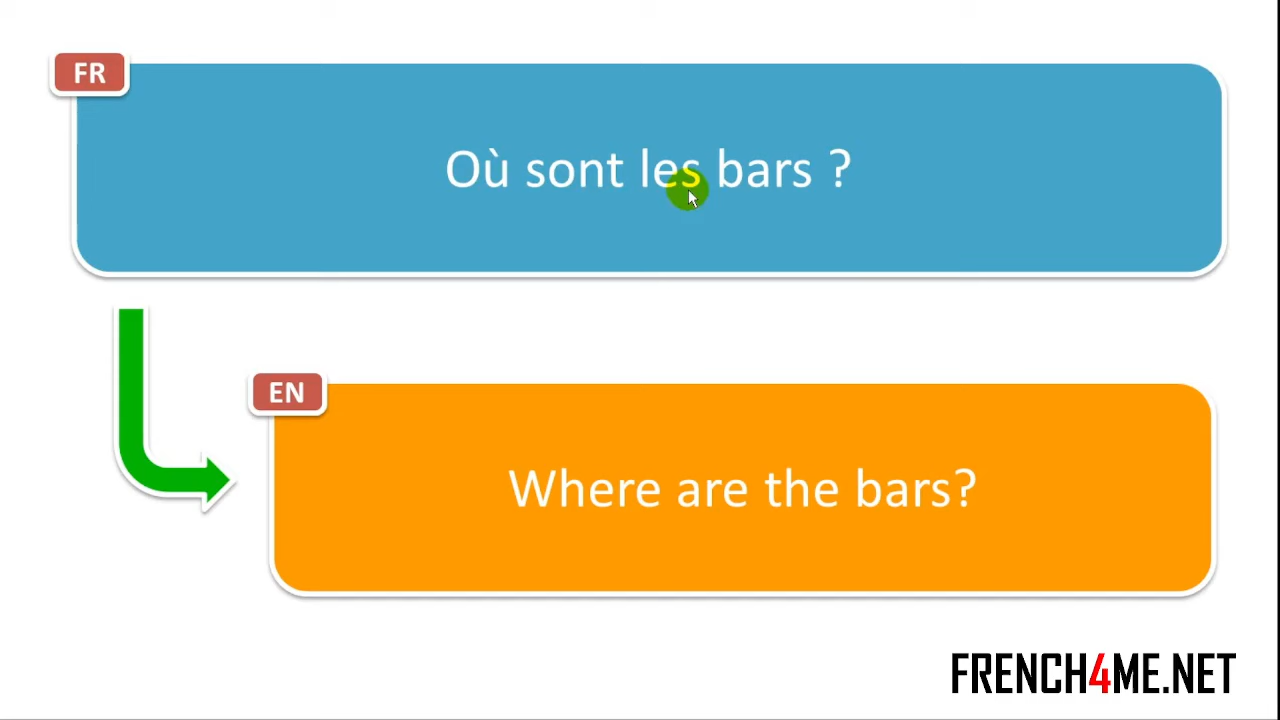 FR
Où sont les bars ?
EN
Where are the bars?
FRENCH4ME.NET